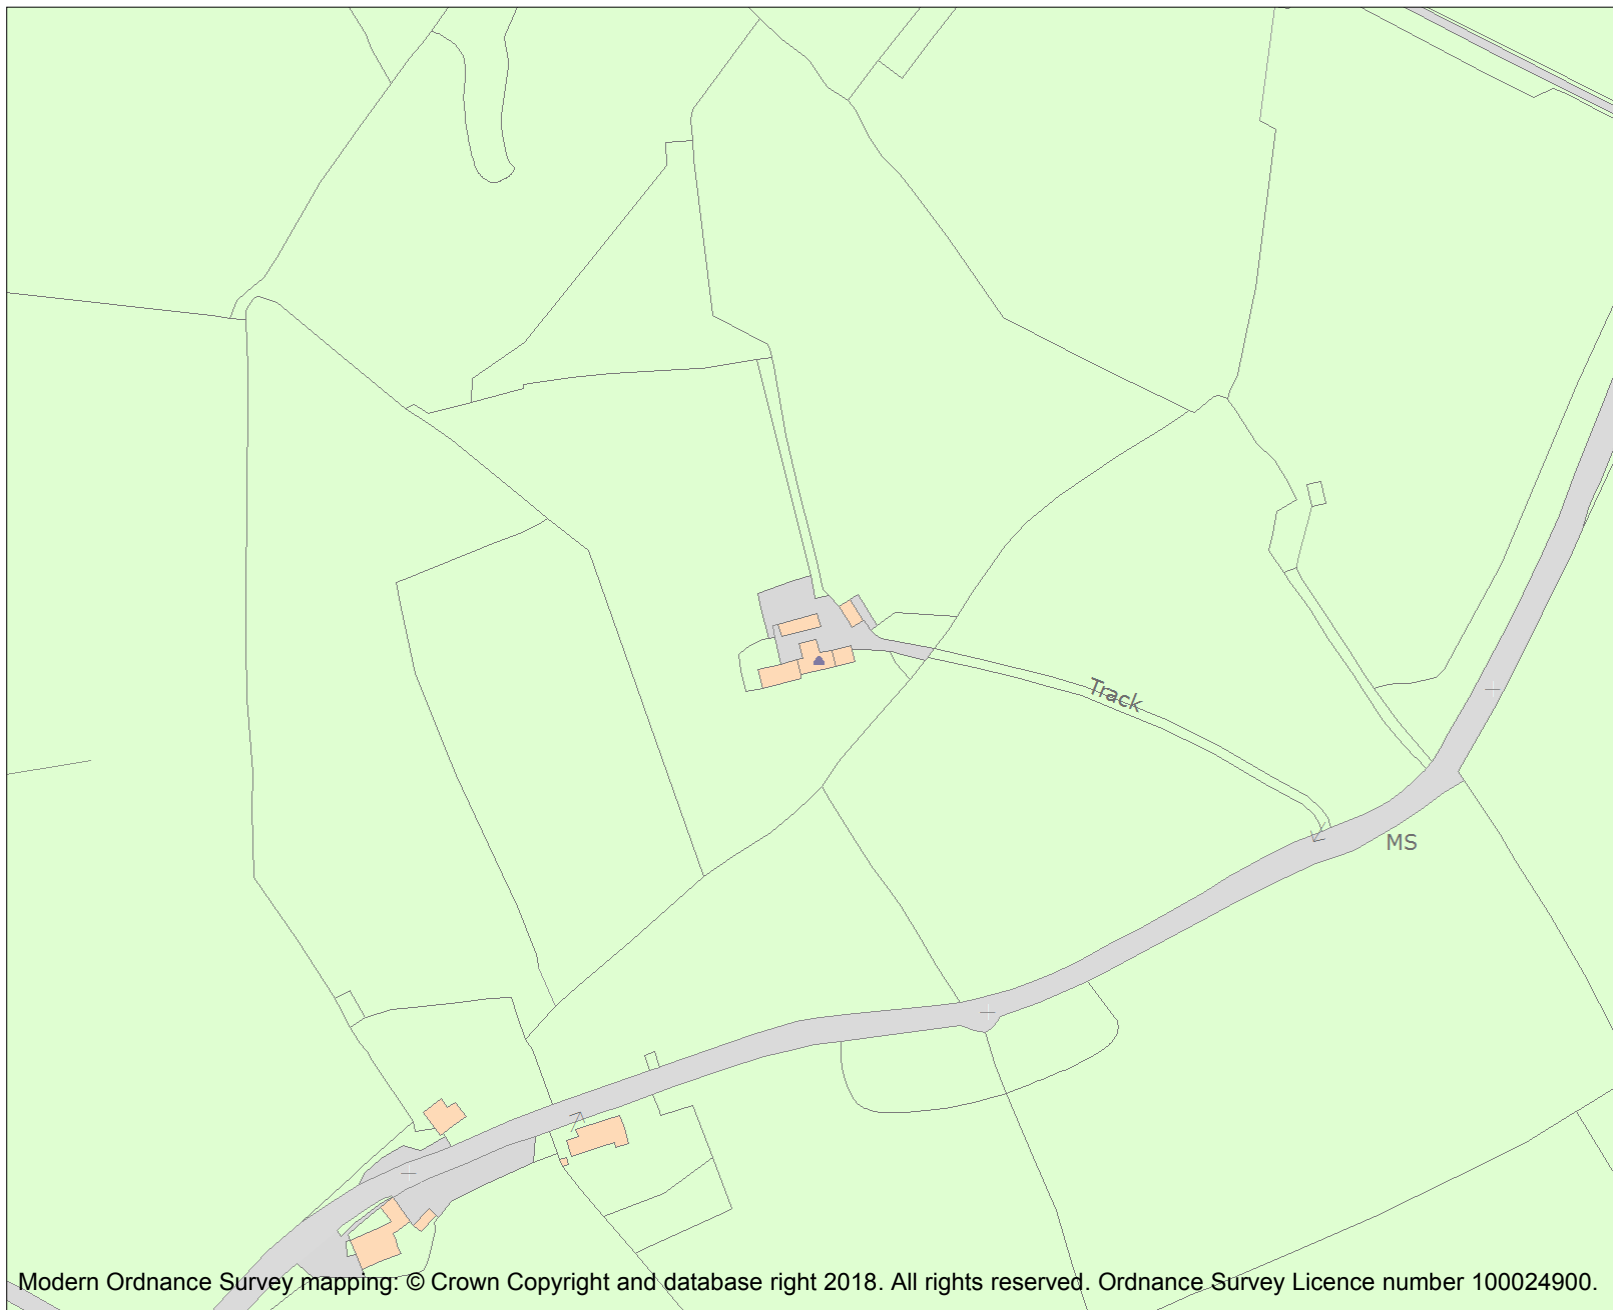 Track
MS
Modern Ordnance Survey mapping: © Crown Copyright and database right 2018. All rights reserved. Ordnance Survey Licence number 100024900.